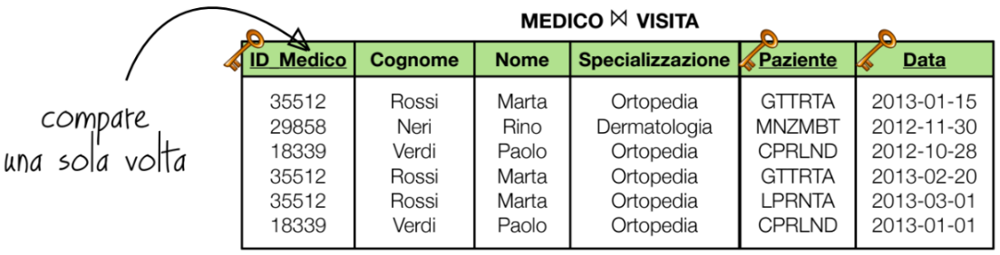 MEDICO ⋈ VISITA
ID_Medico Cognome Nome Specializzazione Paziente Data
35512 Rossi Marta Ortopedia GTTRTA 2013-01-15
29858 Neri Rino Dermatologia MNZMBT 2012-11-30
18339 Verdi Paolo Ortopedia CPRLND 2012-10-28
35512 Rossi Marta Ortopedia GTTRTA 2013-02-20
35512 Rossi Marta Ortopedia LPRNTA 2013-03-01
18339 Verdi Paolo Ortopedia CPRLND 2013-01-01
compare
una sola volta